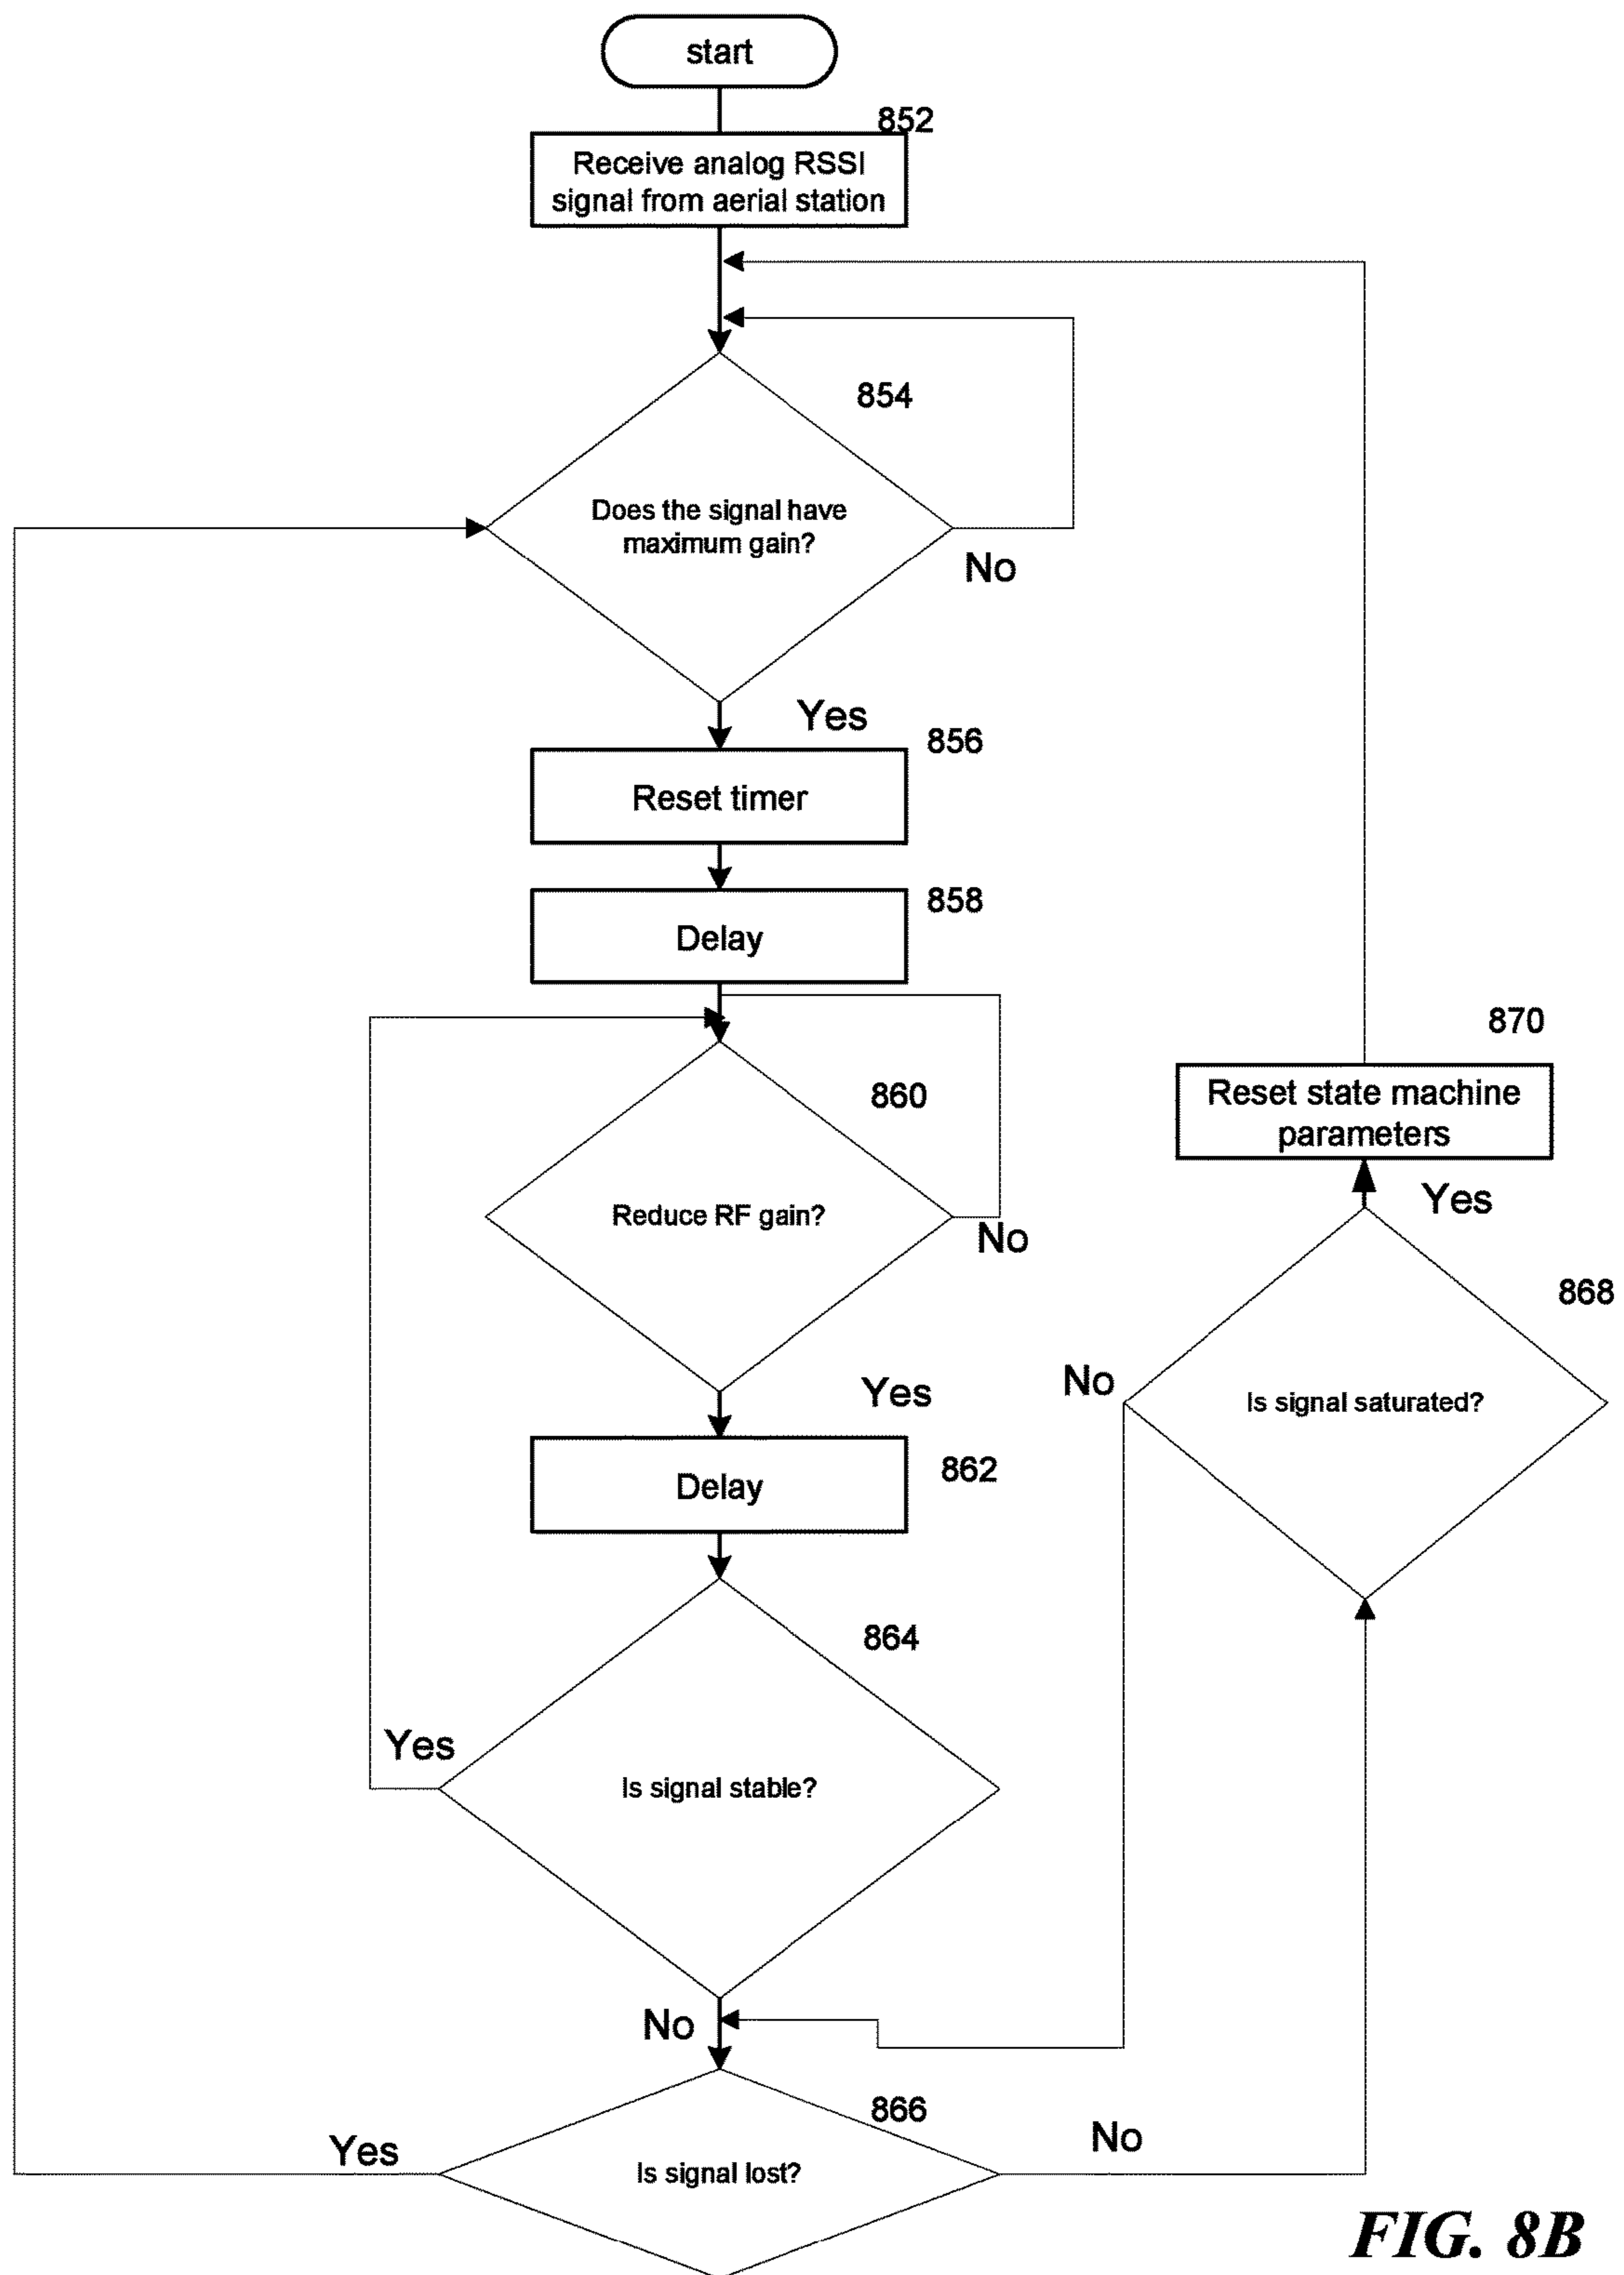 start
852
Receive analog RSSI
signal from aerial station
854
Does the signal have
maximum gain?
No
Yes
856
Reset timer
858
Delay
860
Reduce RF gain?
No
870
Reset state machine
parameters
Yes
868
Is signal saturated?
No
Yes
862
Delay
864
Is signal stable?
Yes
No
866
Is signal lost?
Yes
No
FIG. 8B